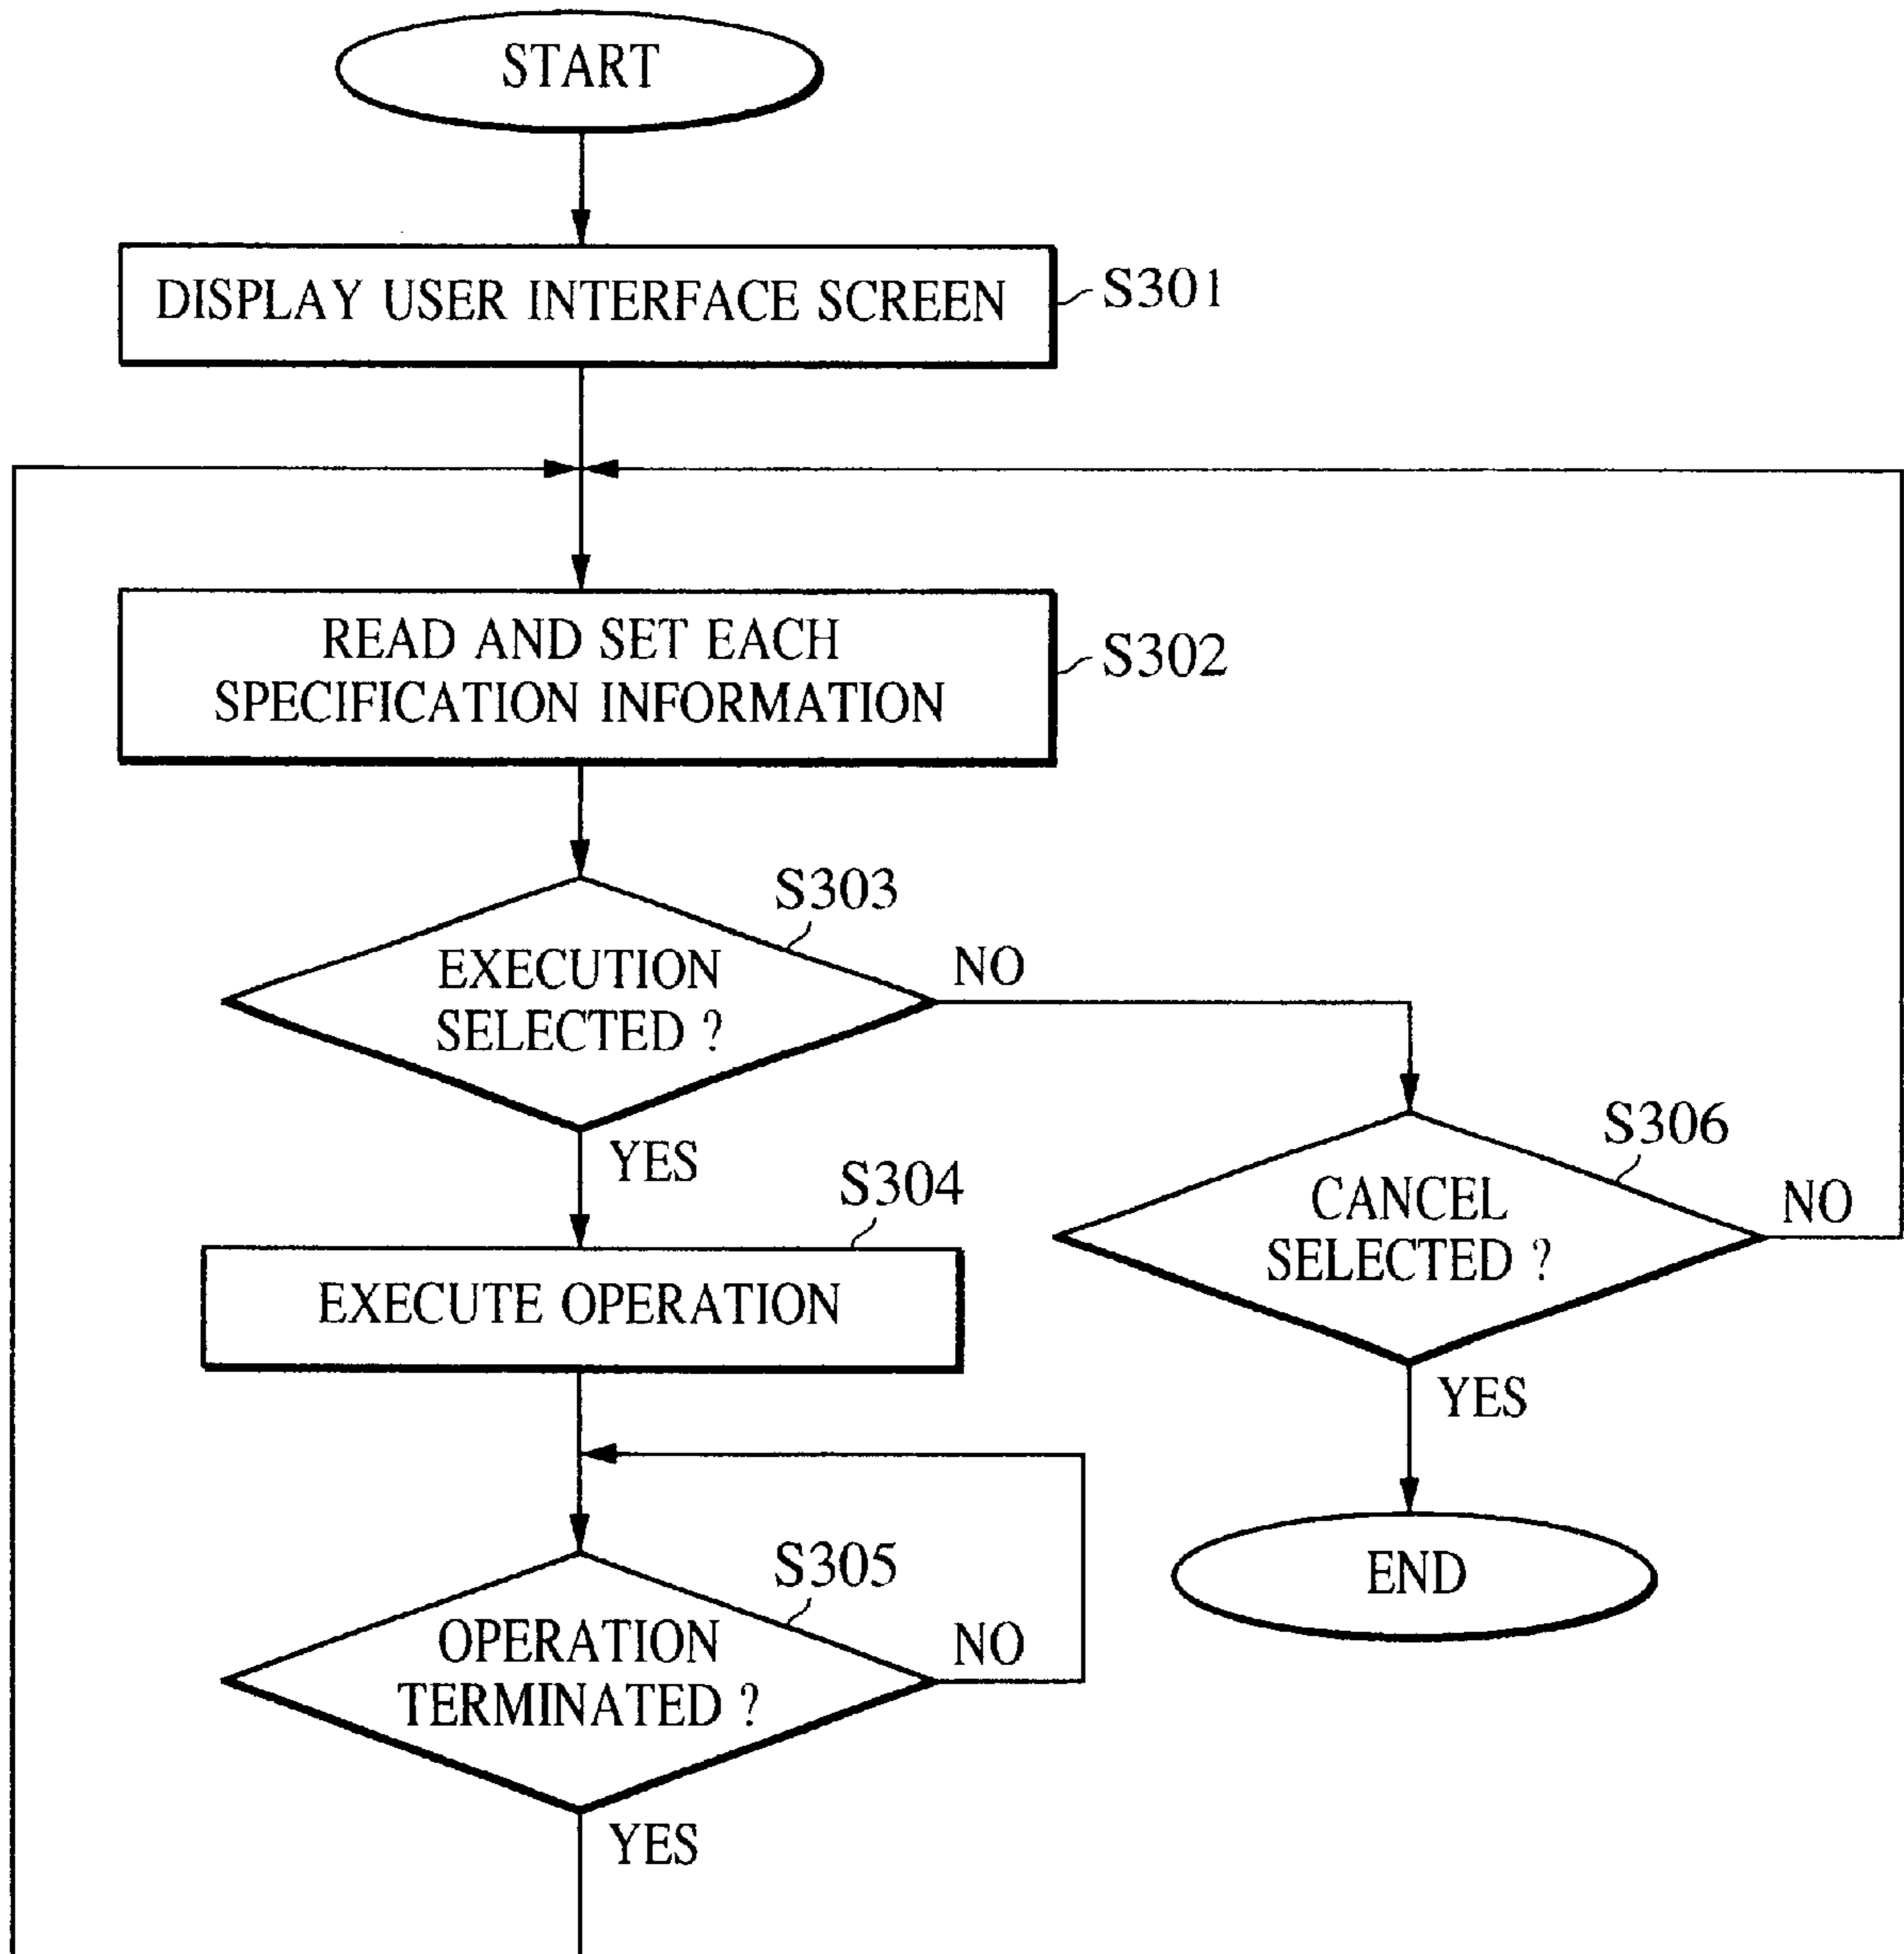 START
DISPLAY USER INTERFACE SCREEN
S301
READ AND SET EACH
SPECIFICATION INFORMATION
S302
S303
EXECUTION
SELECTED ?
NO
YES
S304
EXECUTE OPERATION
S306
CANCEL
SELECTED ?
NO
YES
END
S305
OPERATION
TERMINATED ?
NO
YES